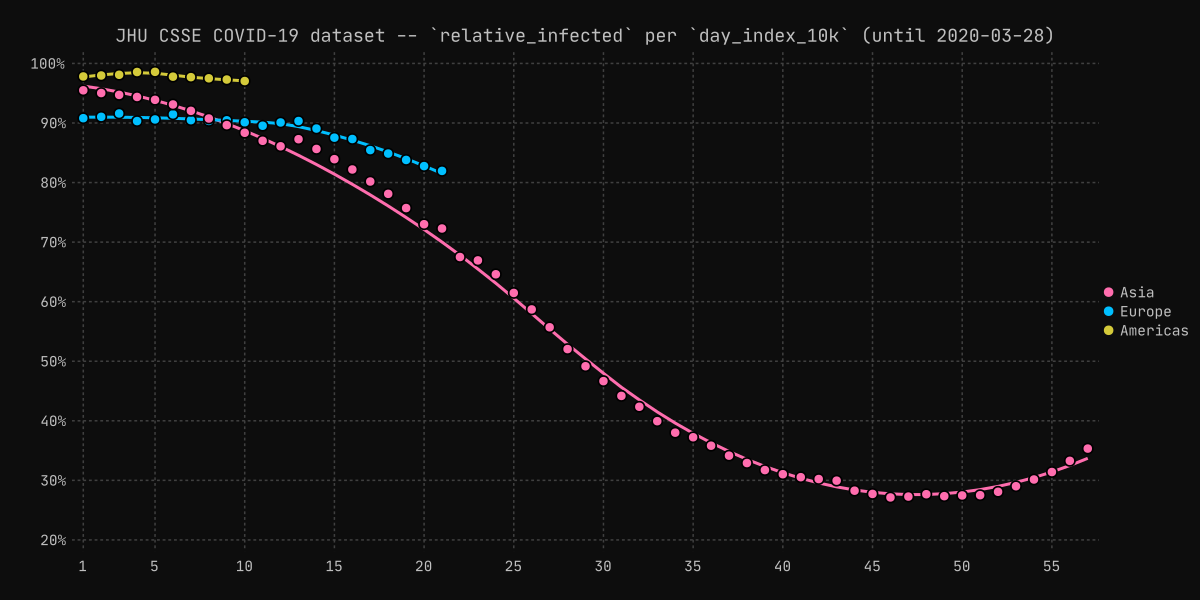 JHU CSSE COVID-19 dataset -- `relative_infected` per `day_index_10k` (until 2020-03-28)
100%
90%
80%
70%
60%
50%
40%
30%
20%
1 5 10 15 20 25 30 35 40 45 50 55
Asia
Europe
Americas